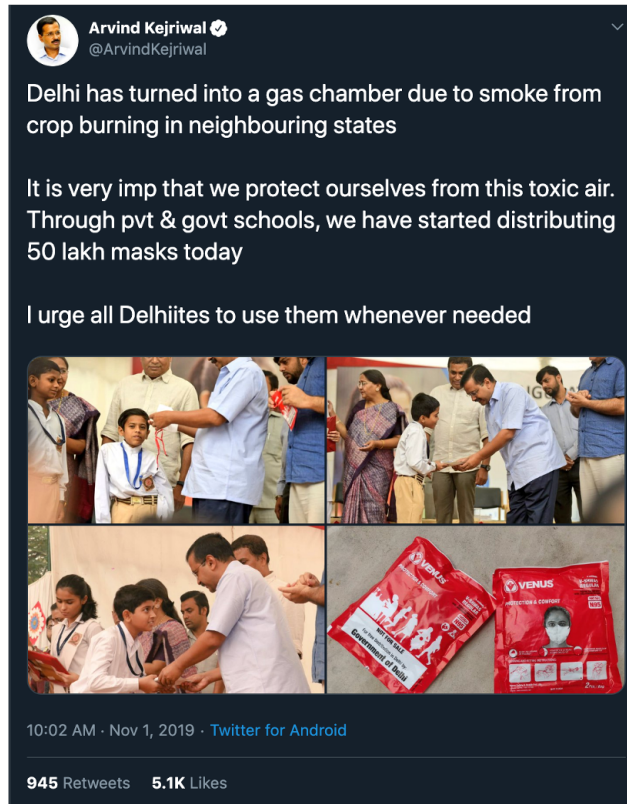 Arvind Kejriwal
@ArvindKejriwal
Delhi has turned into a gas chamber due to smoke from
crop burning in neighbouring states
It is very imp that we protect ourselves from this toxic air.
Through pvt & govt schools, we have started distributing
50 lakh masks today
I urge all Delhiites to use them whenever needed
VENUS
PROTECTION & COMFORT
NOT FOR SALE
Government of Delhi
VENUS
PROTECTION & COMFORT
10:02 AM · Nov 1, 2019 · Twitter for Android
945 Retweets 5.1K Likes